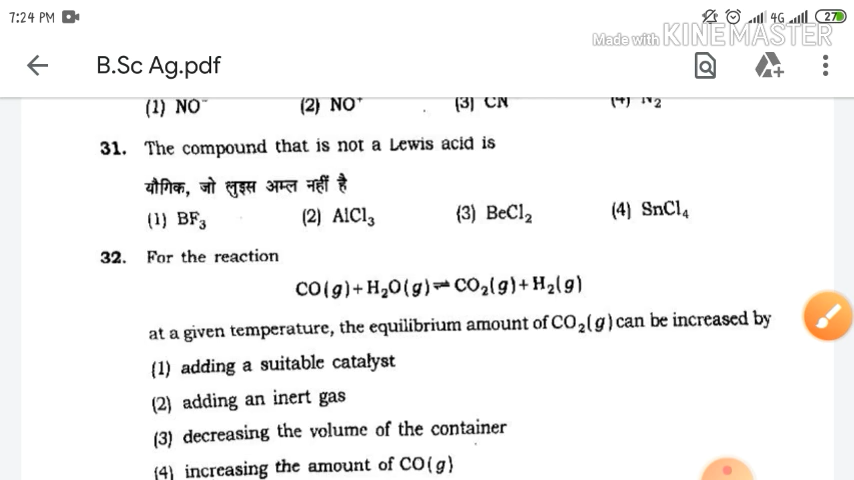 7:24 PM 4G 27
Made with KINEMASTER
B.Sc Ag.pdf
(1) NO⁻ (2) NO⁺ (3) CN (4) N₂
31. The compound that is not a Lewis acid is
यौगिक, जो लुइस अम्ल नहीं है
(1) BF₃ (2) AlCl₃ (3) BeCl₂ (4) SnCl₄
32. For the reaction
CO(g)+H₂O(g)⇌CO₂(g)+H₂(g)
at a given temperature, the equilibrium amount of CO₂(g) can be increased by
(1) adding a suitable catalyst
(2) adding an inert gas
(3) decreasing the volume of the container
(4) increasing the amount of CO(g)